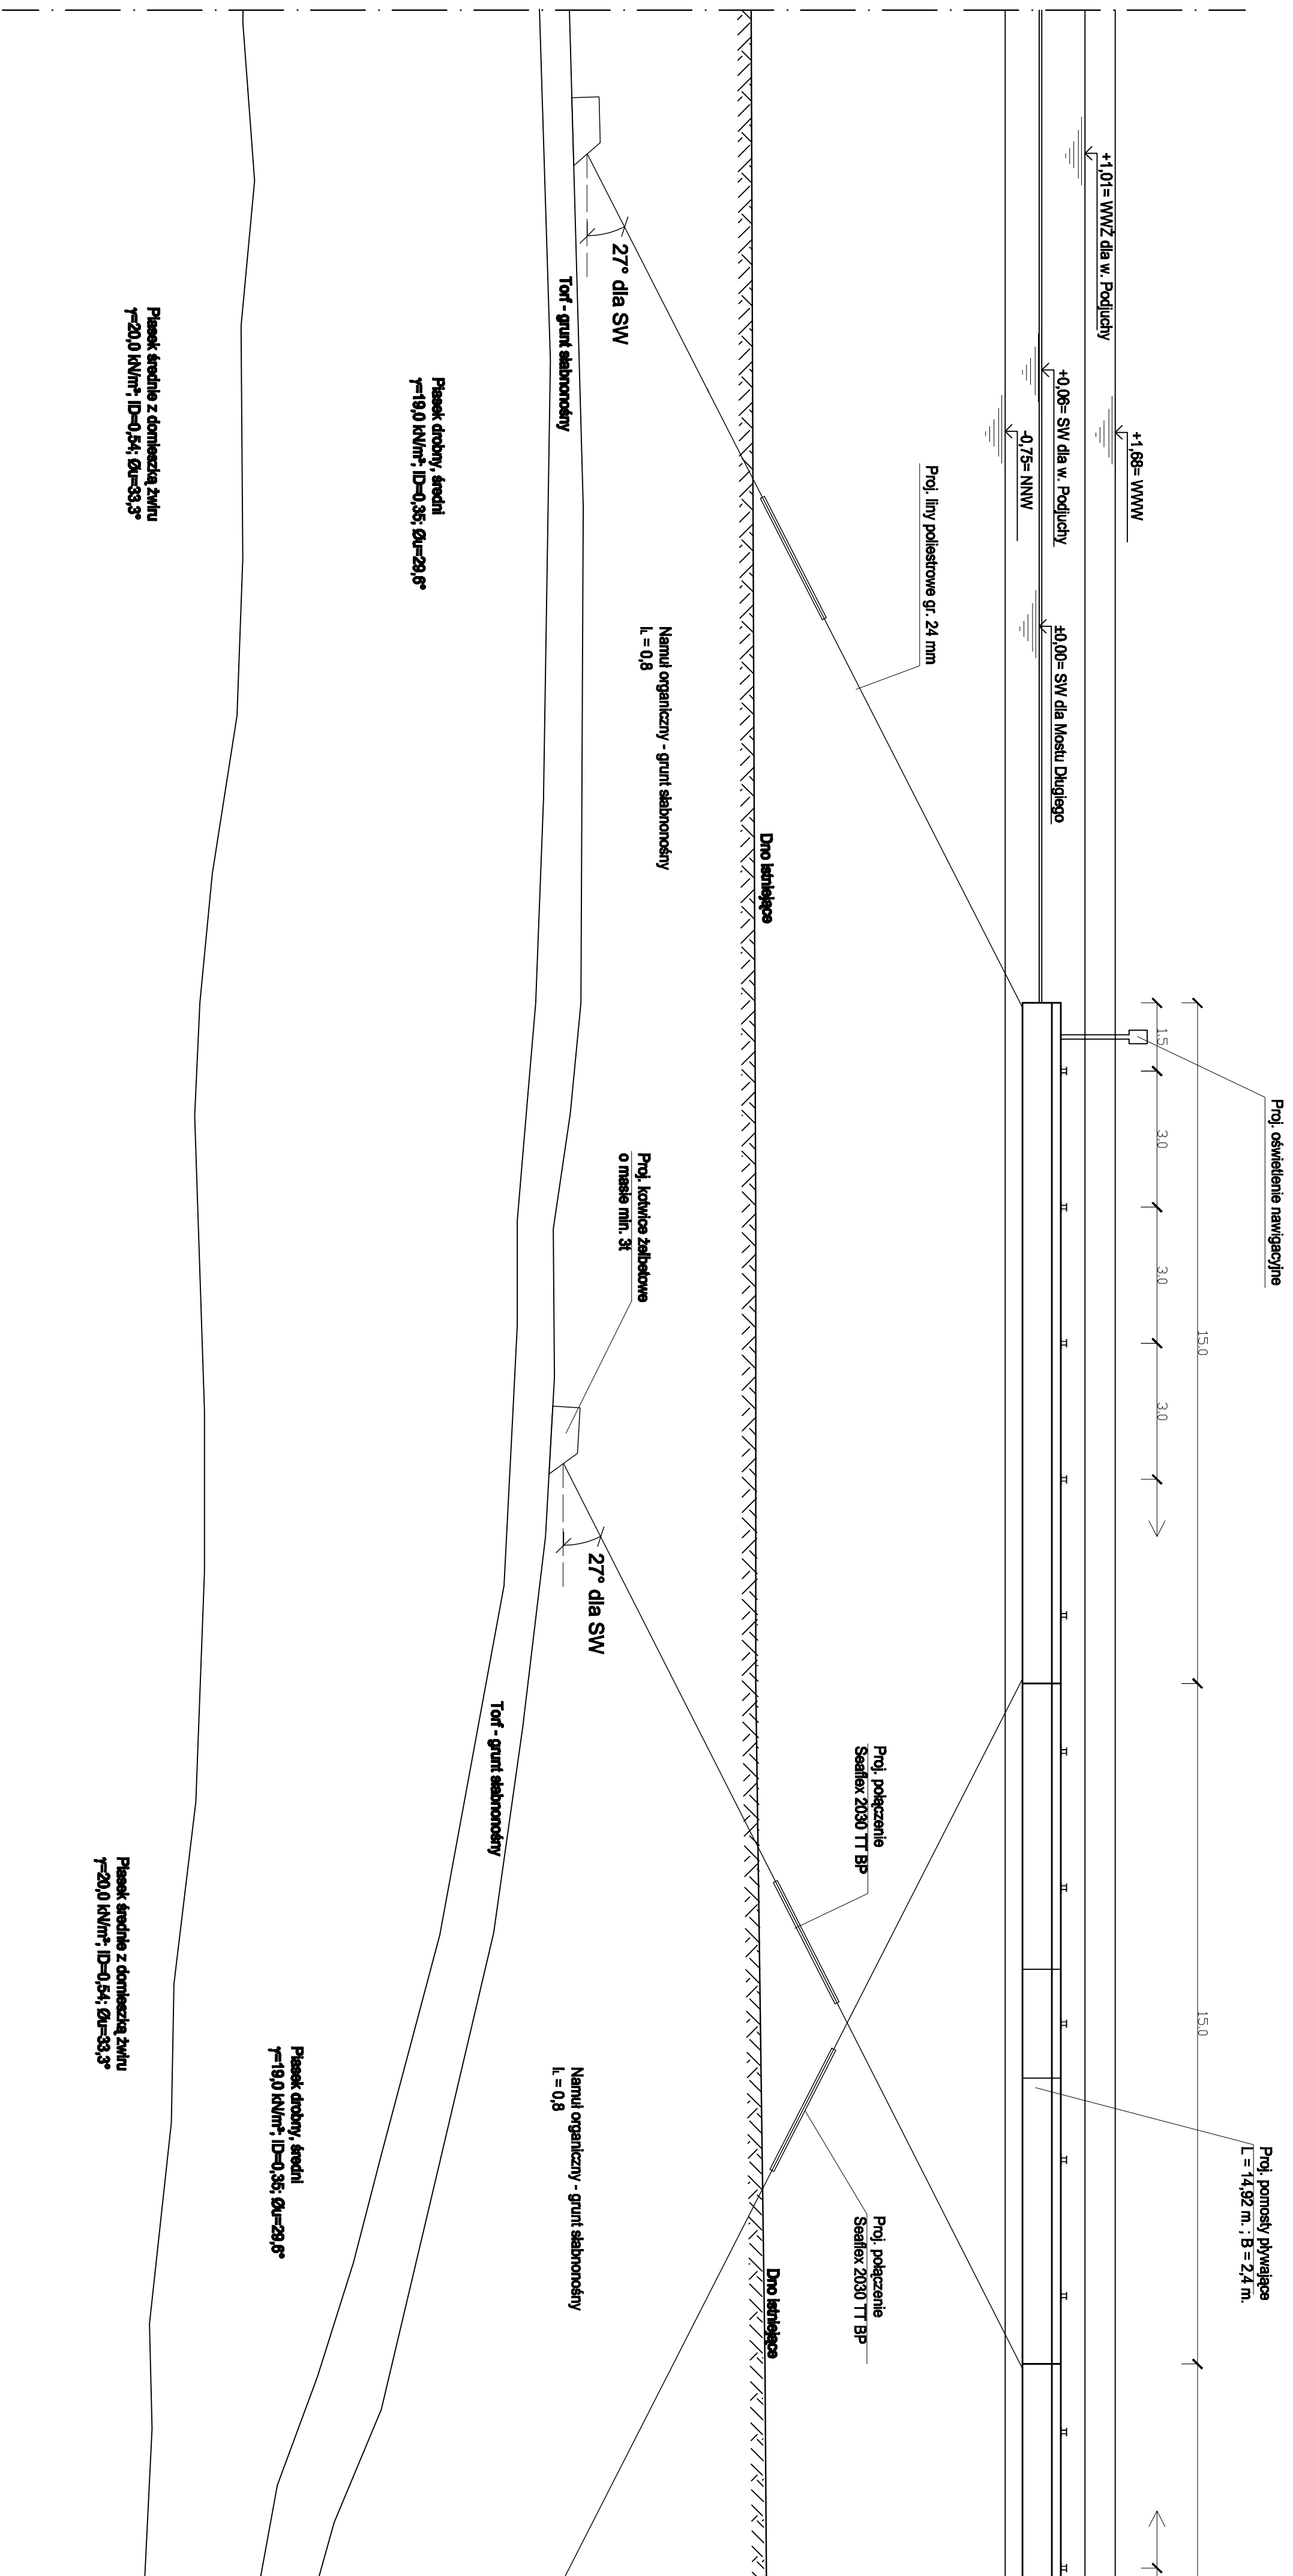 Proj. oświetlenie nawigacyjne
15.0
15.0
1.5
3.0
3.0
3.0
+1,68= WWW
+1,01= WWŻ dla w. Podjuchy
+0,06= SW dla w. Podjuchy
±0,00= SW dla Mostu Długiego
-0,75= NNW
Proj. pomosty pływające
L = 14,92 m. ; B = 2,4 m.
Proj. liny poliestrowe gr. 24 mm
Proj. połączenie
Seaflex 2030 TT BP
Proj. połączenie
Seaflex 2030 TT BP
Dno istniejące
Dno istniejące
Namuł organiczny - grunt słabnonośny
IL = 0,8
Proj. kotwice żelbetowe
o masie min. 3t
27° dla SW
27° dla SW
Namuł organiczny - grunt słabnonośny
IL = 0,8
Torf - grunt słabnonośny
Torf - grunt słabnonośny
Piasek drobny, średni
γ=19,0 kN/m³; ID=0,35; Øu=29,6°
Piasek drobny, średni
γ=19,0 kN/m³; ID=0,35; Øu=29,6°
Piasek średnie z domieszką żwiru
γ=20,0 kN/m³; ID=0,54; Øu=33,3°
Piasek średnie z domieszką żwiru
γ=20,0 kN/m³; ID=0,54; Øu=33,3°